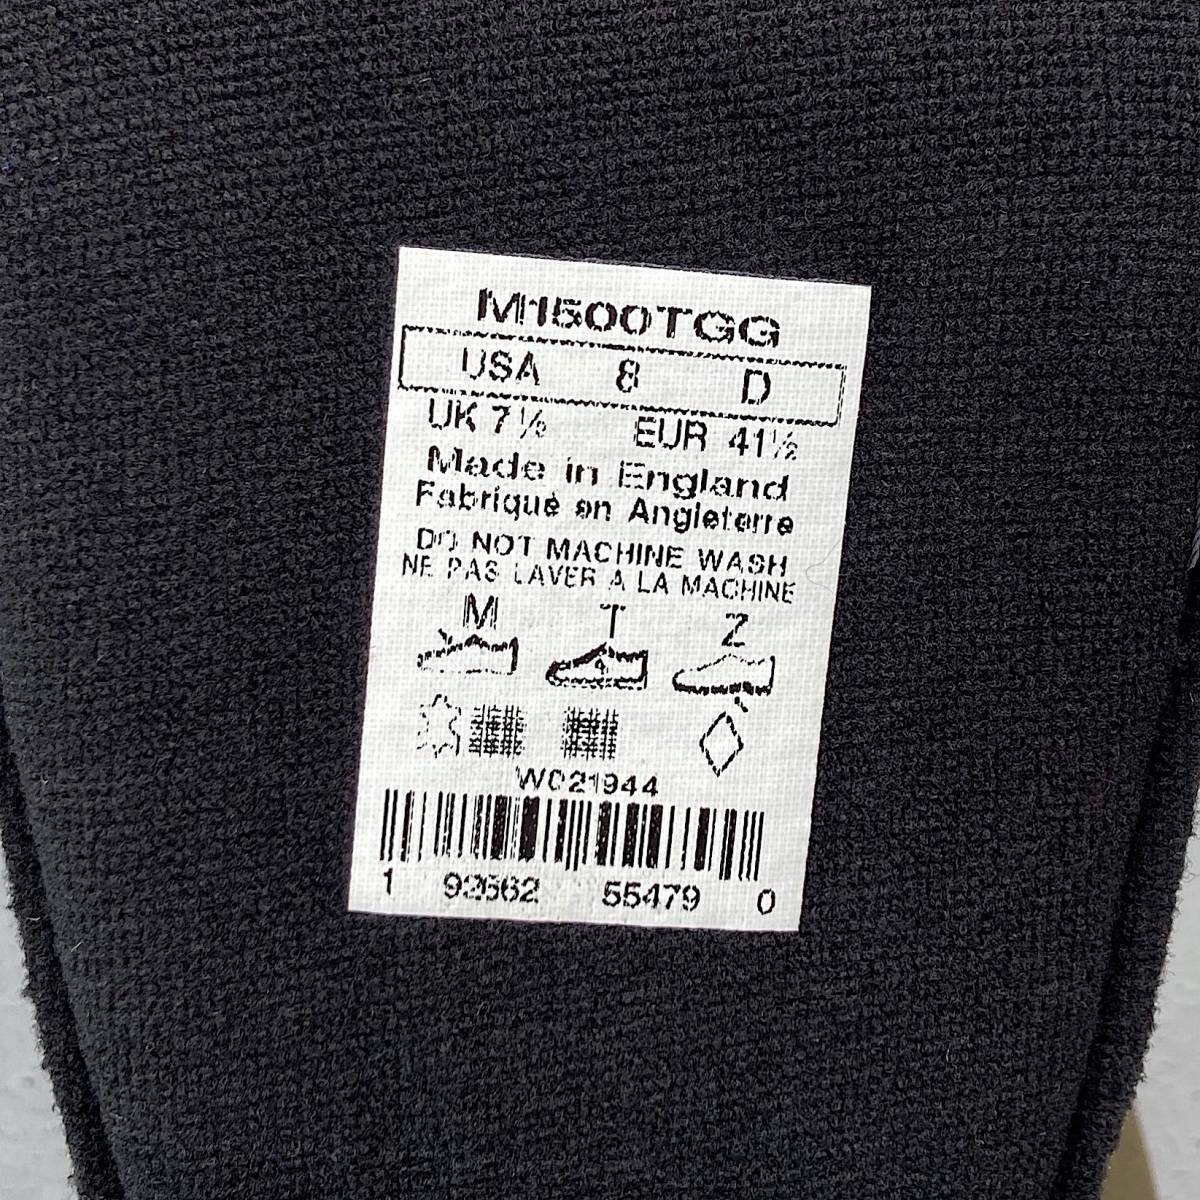 M1500TGG
USA 8 D
UK 7½ EUR 41½
Made in England
Fabriqué en Angleterre
DO NOT MACHINE WASH
NE PAS LAVER A LA MACHINE
M T Z
W021944
1 92662 55479 0